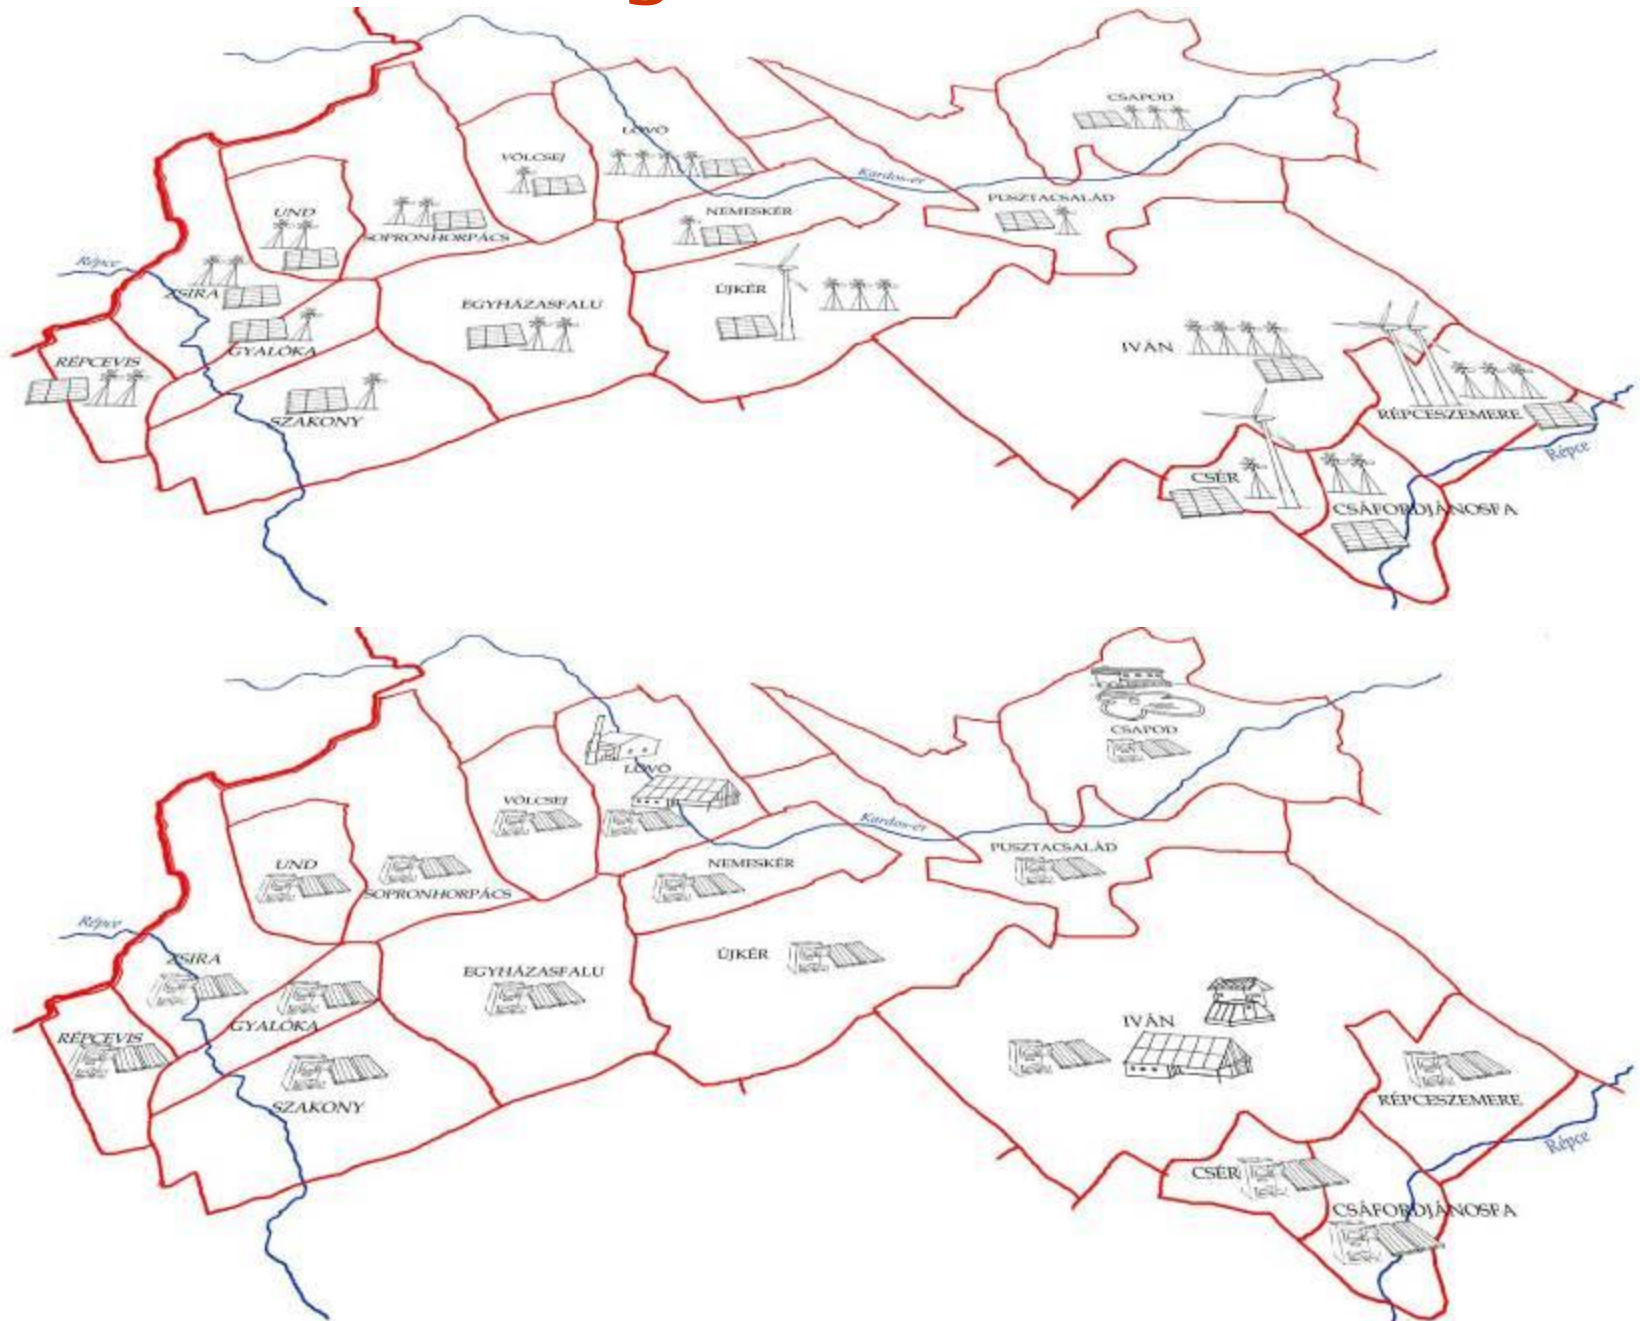 CSAPOD
LÖVŐ
VÖLCSEJ
Kardos-ér
PUSZTACSALÁD
NEMESKÉR
UND
SOPRONHORPÁCS
Répce
ZSIRA
ÚJKÉR
EGYHÁZASFALU
GYALÓKA
IVÁN
RÉPCEVIS
RÉPCESZEMERE
SZAKONY
Répce
CSÉR
CSÁFORDJÁNOSFA
CSAPOD
LÖVŐ
VÖLCSEJ
Kardos-ér
PUSZTACSALÁD
NEMESKÉR
UND
SOPRONHORPÁCS
Répce
ZSIRA
ÚJKÉR
EGYHÁZASFALU
GYALÓKA
IVÁN
RÉPCEVIS
RÉPCESZEMERE
SZAKONY
Répce
CSÉR
CSÁFORDJÁNOSFA